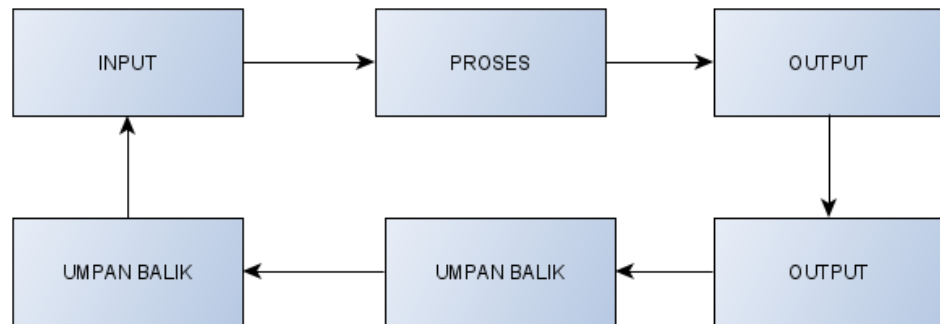 INPUT
PROSES
OUTPUT
UMPAN BALIK
UMPAN BALIK
OUTPUT